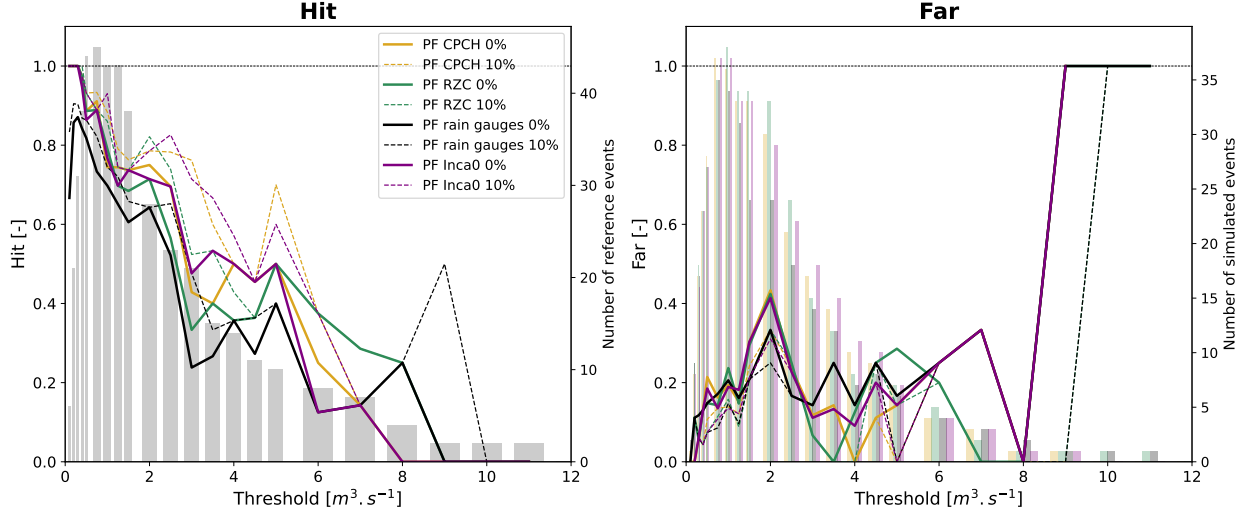 Hit
1.0
0.8
0.6
0.4
0.2
0.0
Hit [-]
0
2
4
6
8
10
12
Threshold [m³.s⁻¹]
40
30
20
10
0
Number of reference events
PF CPCH 0%
PF CPCH 10%
PF RZC 0%
PF RZC 10%
PF rain gauges 0%
PF rain gauges 10%
PF Inca0 0%
PF Inca0 10%
Far
1.0
0.8
0.6
0.4
0.2
0.0
Far [-]
0
2
4
6
8
10
12
Threshold [m³.s⁻¹]
35
30
25
20
15
10
5
0
Number of simulated events